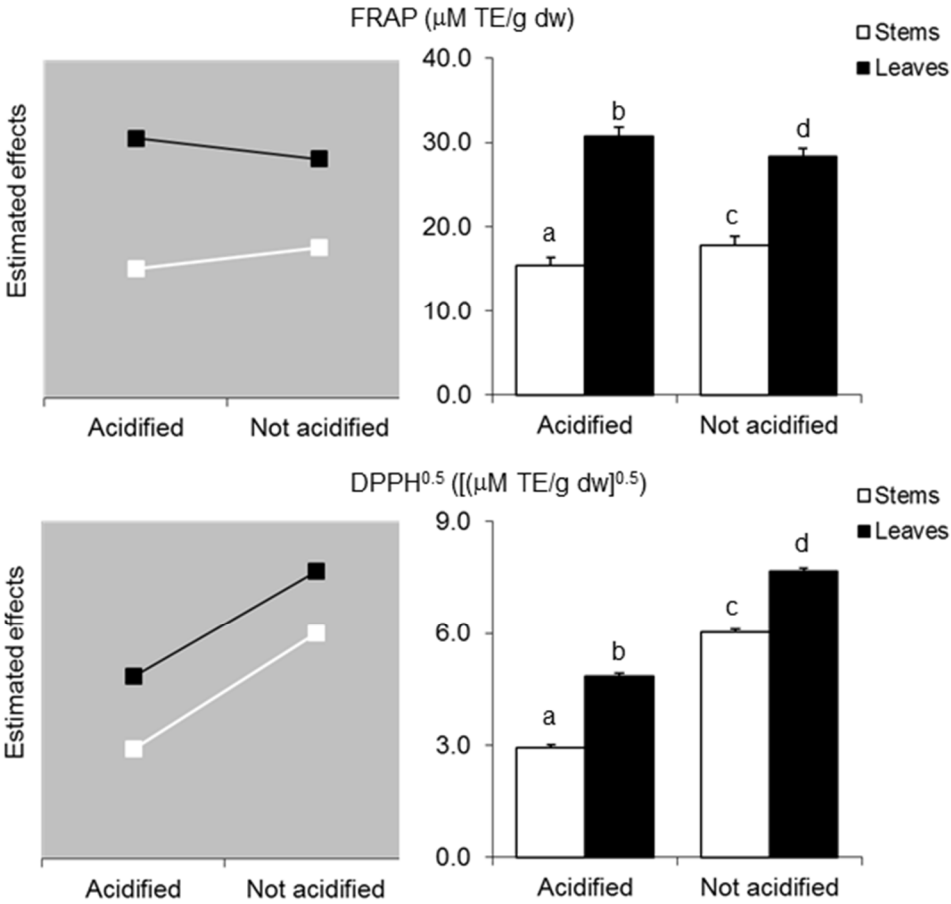 FRAP (μM TE/g dw)
Stems
Leaves
Estimated effects
40.0
30.0
20.0
10.0
0.0
a
b
c
d
Acidified
Not acidified
Acidified
Not acidified
DPPH0.5 ([(μM TE/g dw]0.5)
Stems
Leaves
Estimated effects
9.0
6.0
3.0
0.0
a
b
c
d
Acidified
Not acidified
Acidified
Not acidified